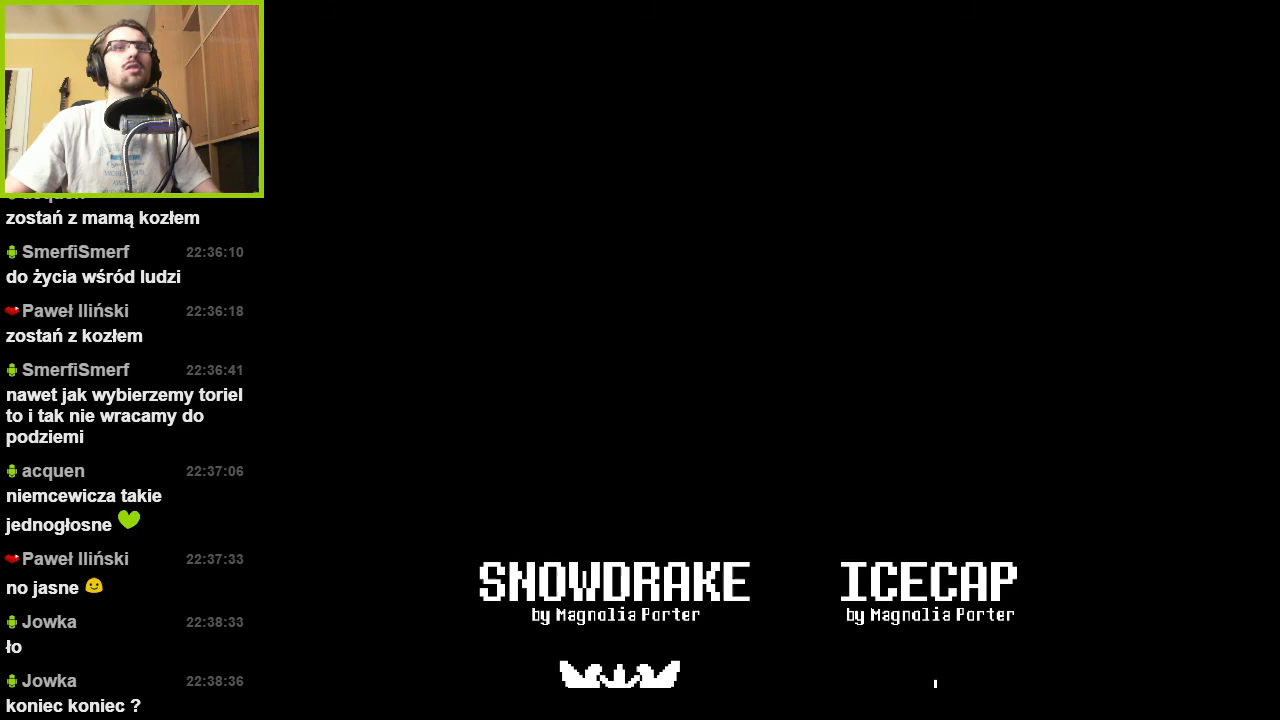 zostań z mamą kozłem
SmerfiSmerf 22:36:10
do życia wśród ludzi
Paweł Iliński 22:36:18
zostań z kozłem
SmerfiSmerf 22:36:41
nawet jak wybierzemy toriel
to i tak nie wracamy do
podziemi
acquen 22:37:06
niemcewicza takie
jednogłosne
Paweł Iliński 22:37:33
no jasne
Jowka 22:38:33
ło
Jowka 22:38:36
koniec koniec ?
SNOWDRAKE
by Magnolia Porter
ICECAP
by Magnolia Porter